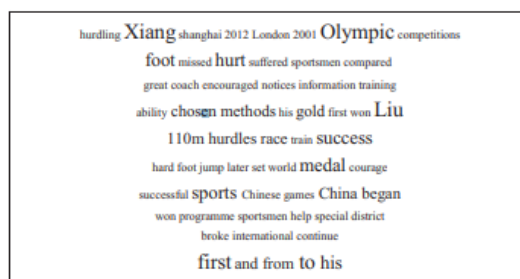 hurdling Xiang shanghai 2012 London 2001 Olympic competitions
foot missed hurt suffered sportsmen compared
great coach encouraged notices information training
ability chosen methods his gold first won Liu
110m hurdles race train success
hard foot jump later set world medal courage
successful sports Chinese games China began
won programme sportsmen help special district
broke international continue
first and from to his